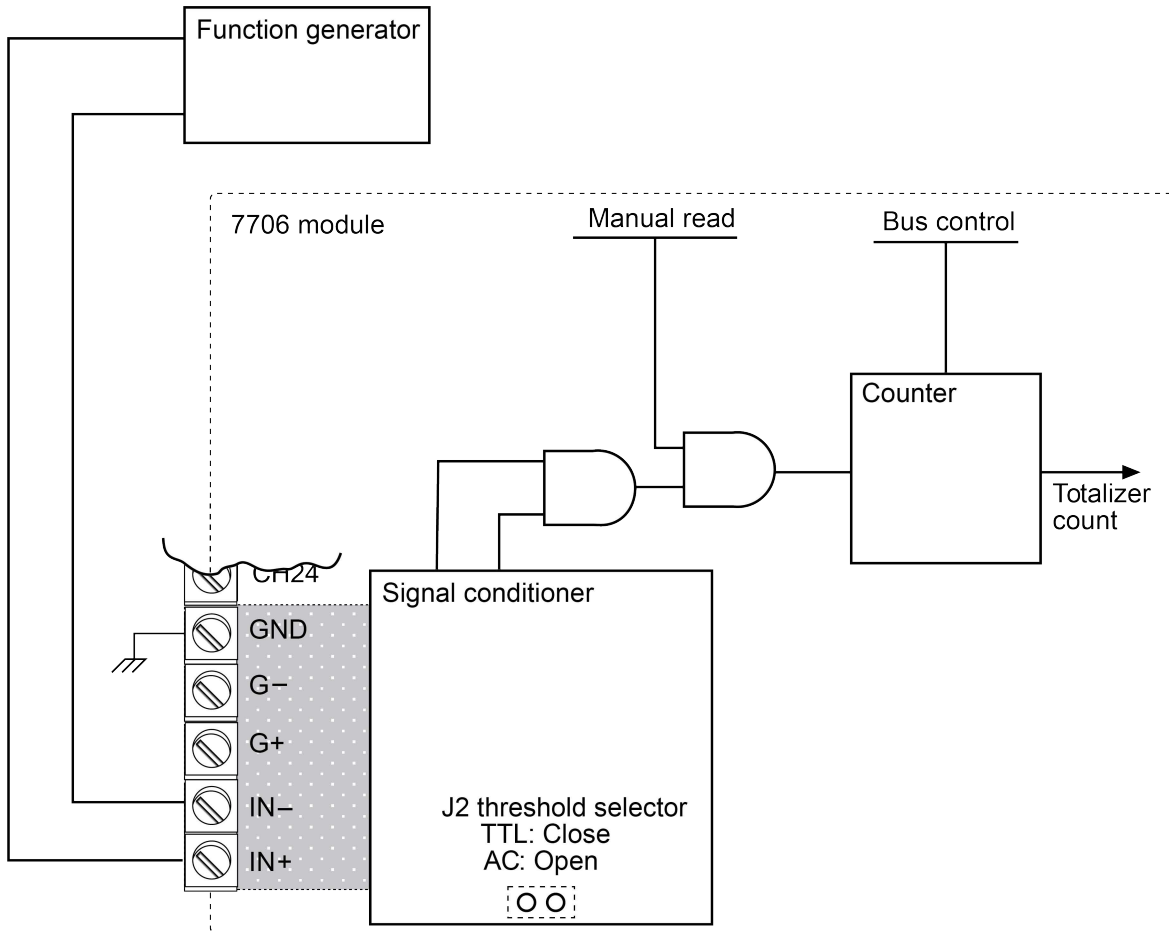 Function generator
7706 module
Manual read
Bus control
Counter
Totalizer
count
CH24
Signal conditioner
GND
G−
G+
IN−
IN+
J2 threshold selector
TTL: Close
AC: Open